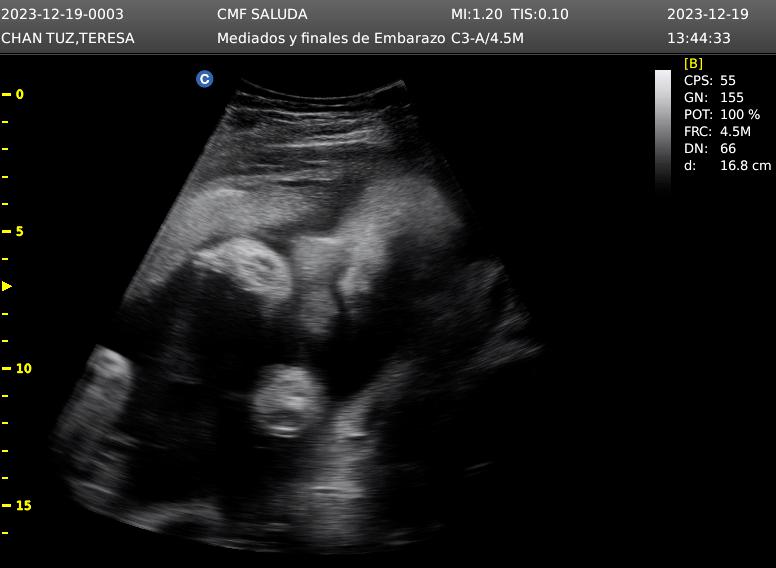 2023-12-19-0003 CMF SALUDA MI:1.20 TIS:0.10 2023-12-19
CHAN TUZ,TERESA Mediados y finales de Embarazo C3-A/4.5M 13:44:33
C
[B]
CPS: 55
GN: 155
POT: 100 %
FRC: 4.5M
DN: 66
d: 16.8 cm
0
5
10
15